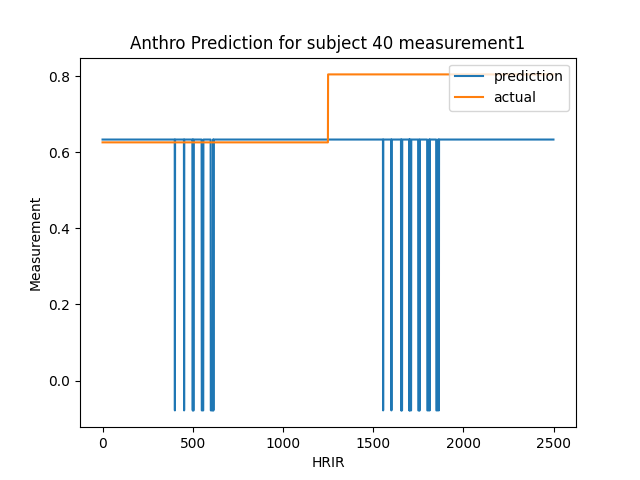 Anthro Prediction for subject 40 measurement1
prediction
actual
Measurement
0.8
0.6
0.4
0.2
0.0
0
500
1000
1500
2000
2500
HRIR